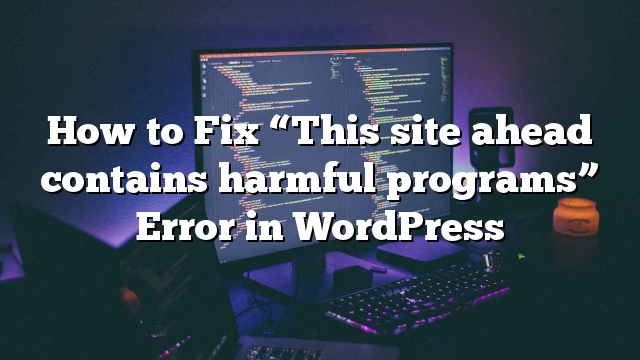 How to Fix “This site ahead
contains harmful programs”
Error in WordPress